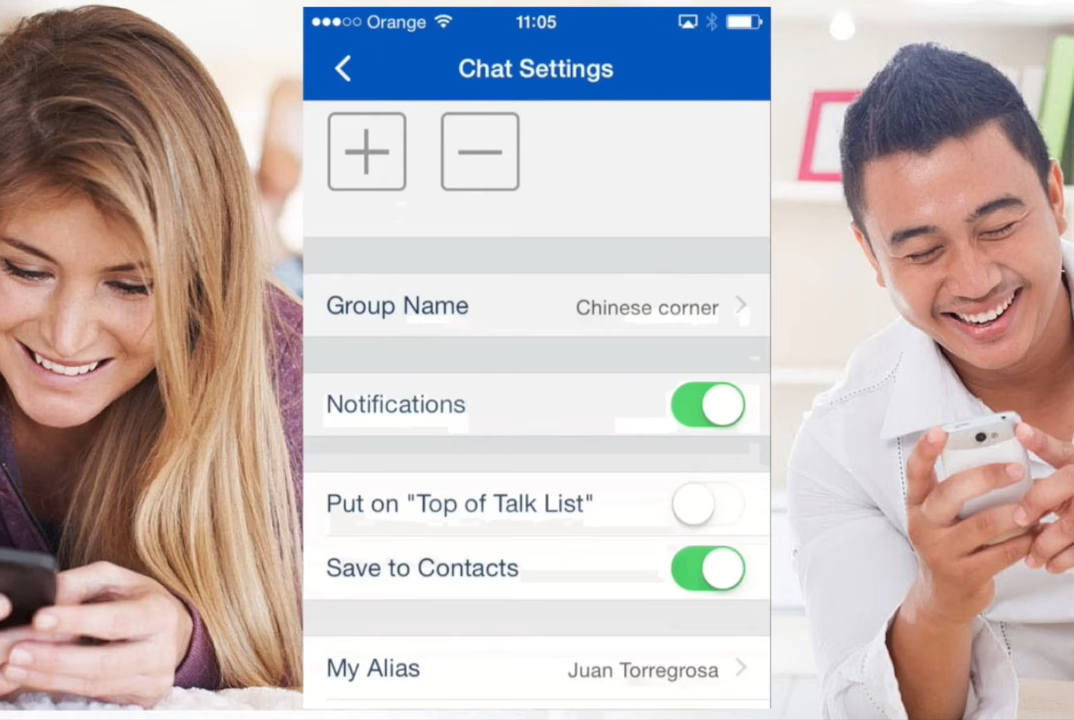 Orange 11:05
Chat Settings
Group Name Chinese corner
Notifications
Put on "Top of Talk List"
Save to Contacts
My Alias Juan Torregrosa